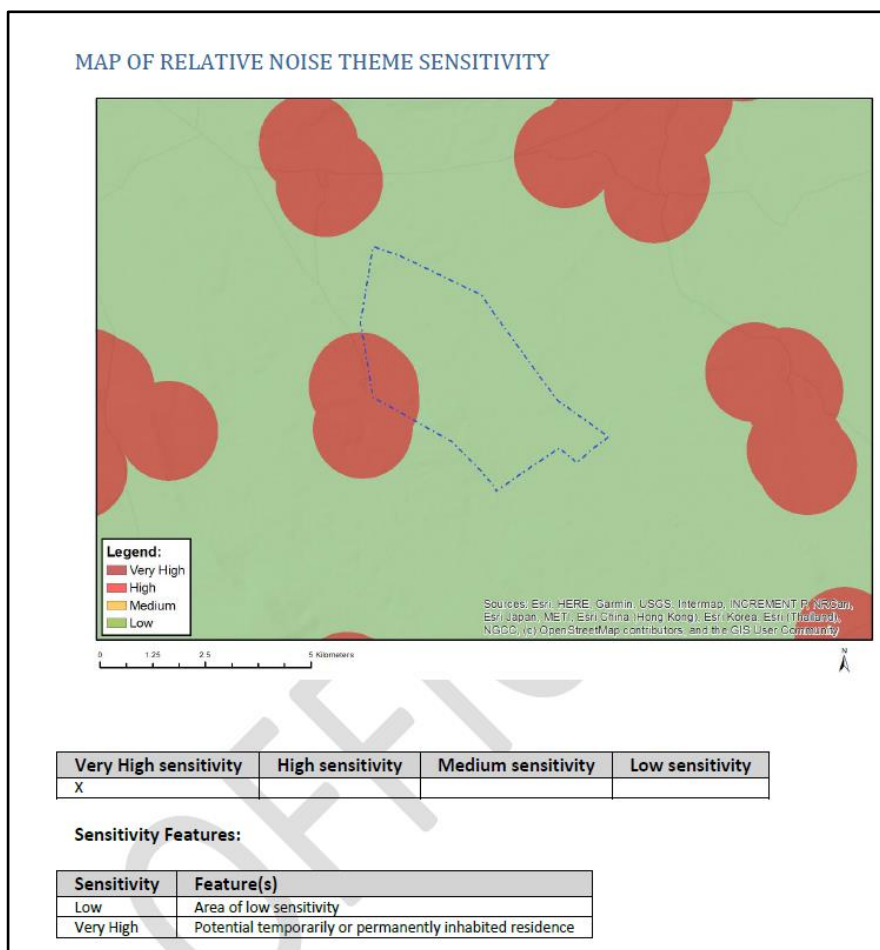 MAP OF RELATIVE NOISE THEME SENSITIVITY
Legend:
Very High
High
Medium
Low
Sources: Esri, HERE, Garmin, USGS, Intermap, INCREMENT P, NRCan,
Esri Japan, METI, Esri China (Hong Kong), Esri Korea, Esri (Thailand),
NGCC, (c) OpenStreetMap contributors, and the GIS User Community
0 1.25 2.5 5 Kilometers
N
Very High sensitivity High sensitivity Medium sensitivity Low sensitivity
X
Sensitivity Features:
Sensitivity Feature(s)
Low Area of low sensitivity
Very High Potential temporarily or permanently inhabited residence